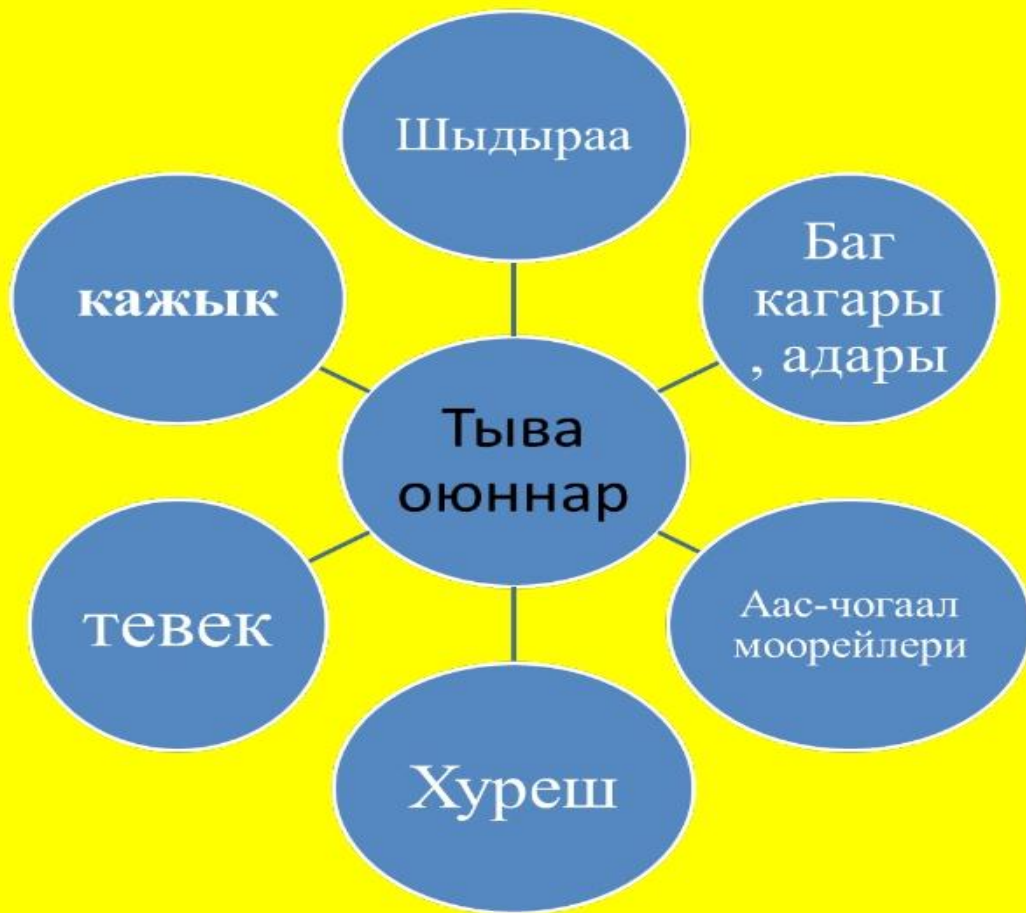 Шыдыраа
Баг
кагары
, адары
кажык
Тыва
оюннар
тевек
Аас-чогаал
моорейлери
Хуреш